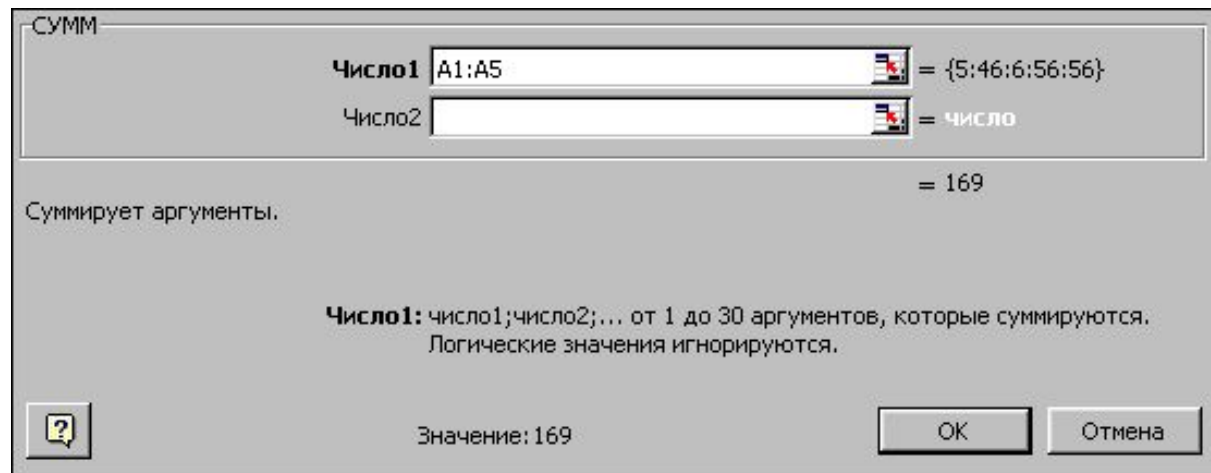 СУММ
Число1 A1:A5 = {5:46:6:56:56}
Число2 = число
= 169
Суммирует аргументы.
Число1: число1;число2;... от 1 до 30 аргументов, которые суммируются.
Логические значения игнорируются.
? Значение:169 OK Отмена